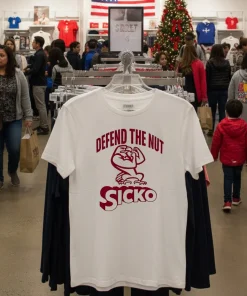 DEFEND THE NUT
SICKO